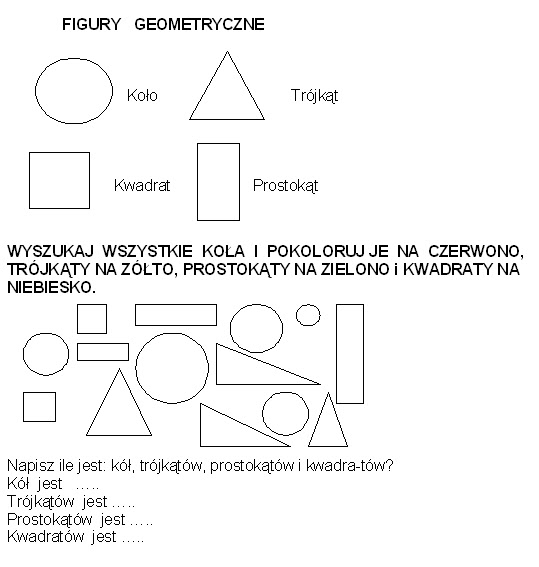 FIGURY GEOMETRYCZNE
Koło
Trójkąt
Kwadrat
Prostokąt
WYSZUKAJ WSZYSTKIE KOŁA I POKOLORUJ JE NA CZERWONO,
TRÓJKĄTY NA ZÓŁTO, PROSTOKĄTY NA ZIELONO i KWADRATY NA
NIEBIESKO.
Napisz ile jest: kół, trójkątów, prostokątów i kwadra-tów?
Kół jest .....
Trójkątów jest .....
Prostokątów jest .....
Kwadratów jest .....